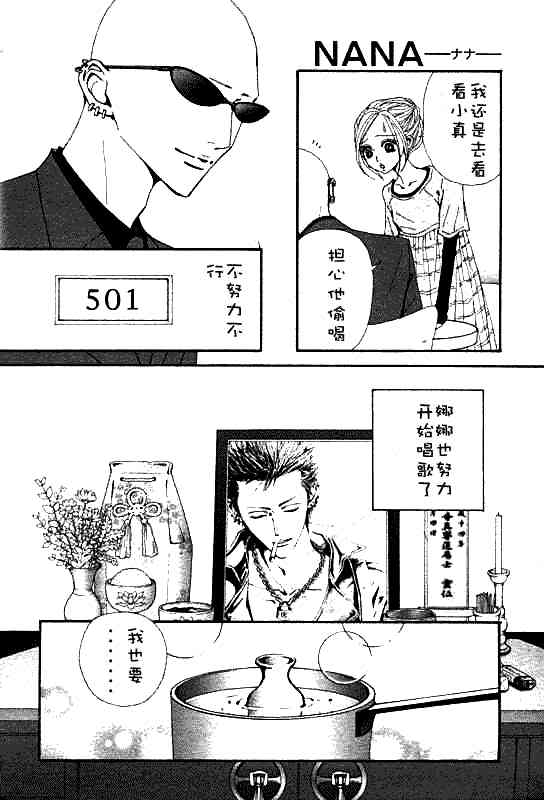 NANA—ナナ—
我还是去看
看小真
担心他偷喝
不努力不
行
501
娜娜也努力
开始唱歌了
我也要
………